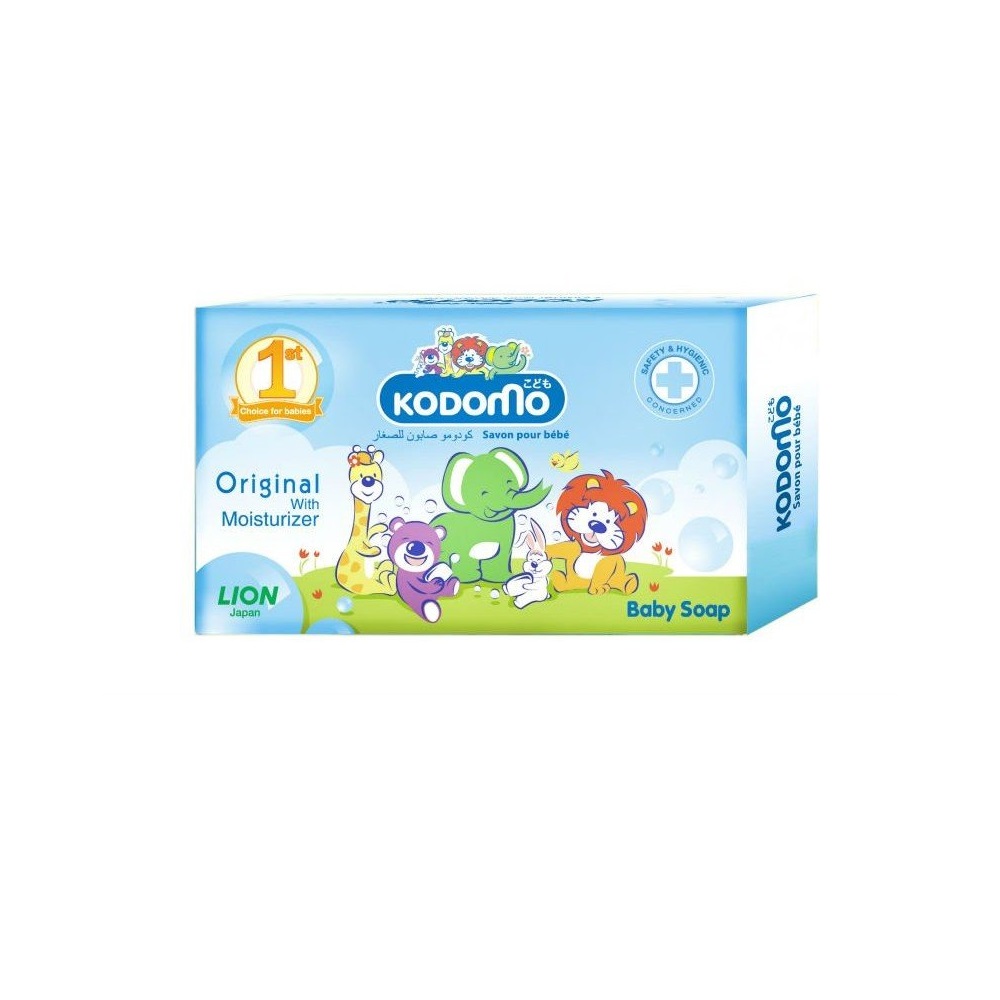 1st
Choice for babies
こども
KODOMO
كودومو صابون للصغار Savon pour bébé
SAFETY & HYGIENIC
CONCERNED
Original
With
Moisturizer
LION
Japan
Baby Soap
こども
KODOMO
Savon pour bébé